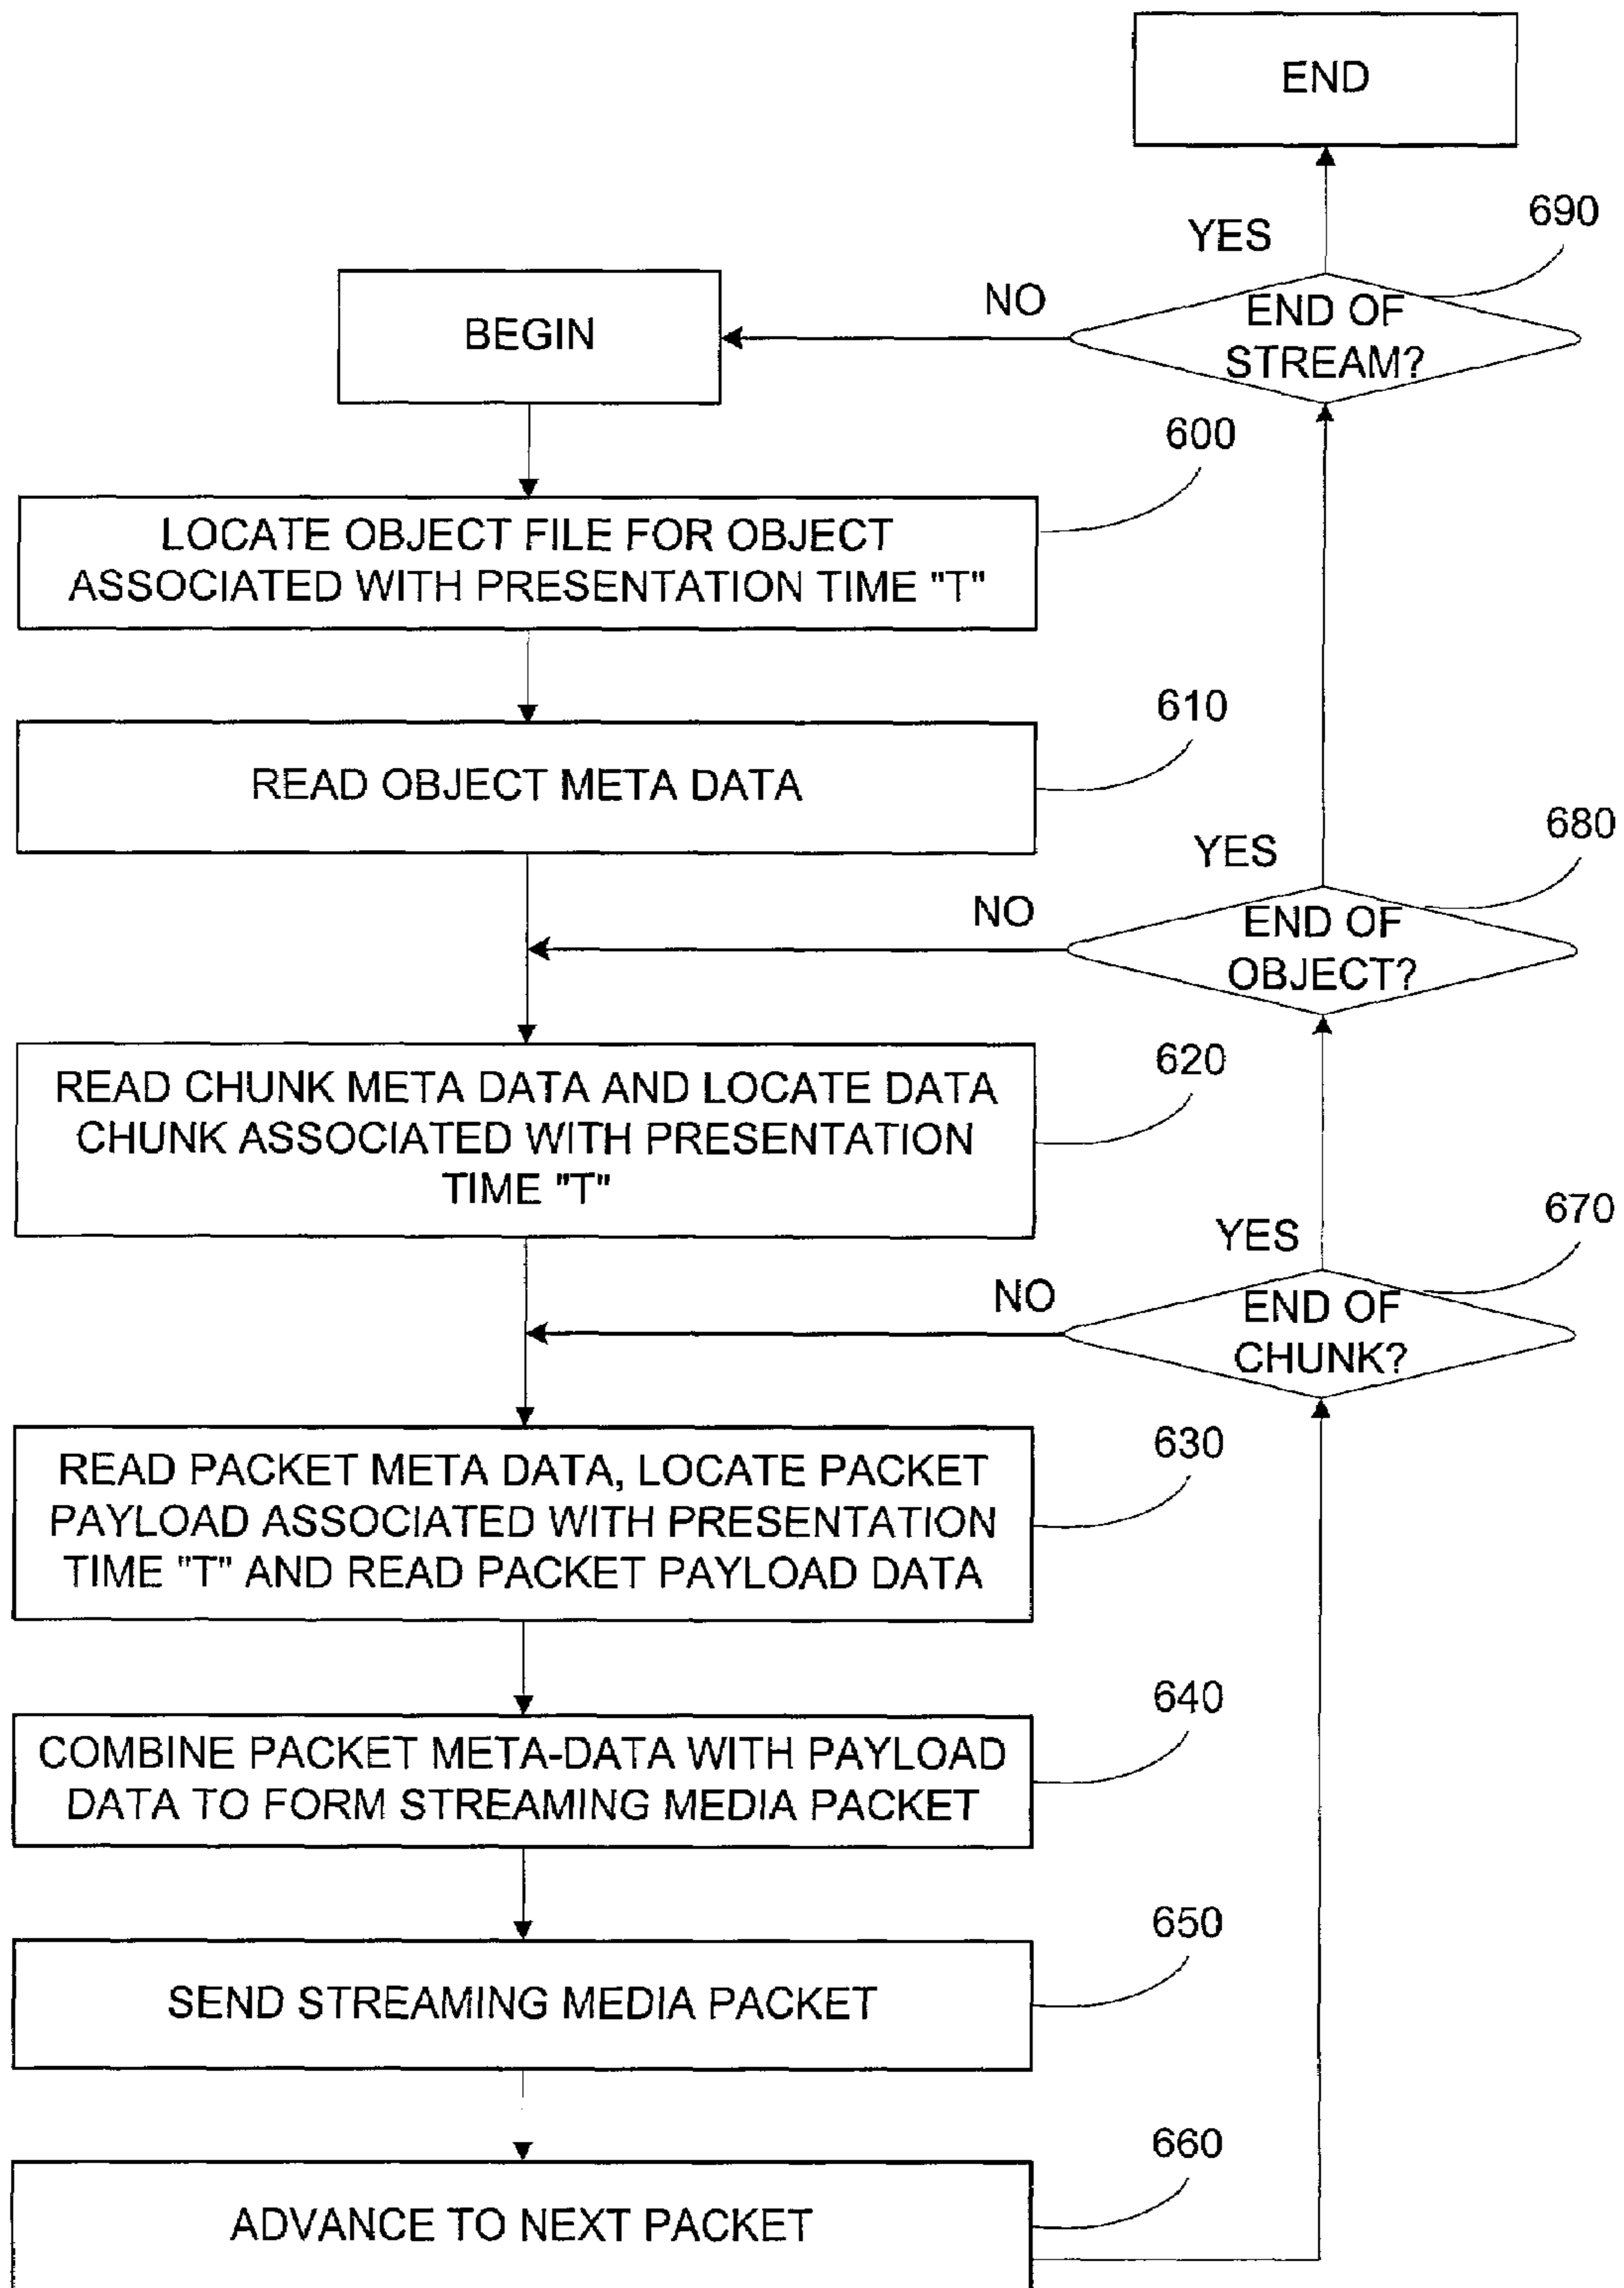 END
690
YES
END OF
STREAM?
NO
BEGIN
600
LOCATE OBJECT FILE FOR OBJECT
ASSOCIATED WITH PRESENTATION TIME "T"
610
READ OBJECT META DATA
680
YES
END OF
OBJECT?
NO
620
READ CHUNK META DATA AND LOCATE DATA
CHUNK ASSOCIATED WITH PRESENTATION
TIME "T"
670
YES
END OF
CHUNK?
NO
630
READ PACKET META DATA, LOCATE PACKET
PAYLOAD ASSOCIATED WITH PRESENTATION
TIME "T" AND READ PACKET PAYLOAD DATA
640
COMBINE PACKET META-DATA WITH PAYLOAD
DATA TO FORM STREAMING MEDIA PACKET
650
SEND STREAMING MEDIA PACKET
660
ADVANCE TO NEXT PACKET